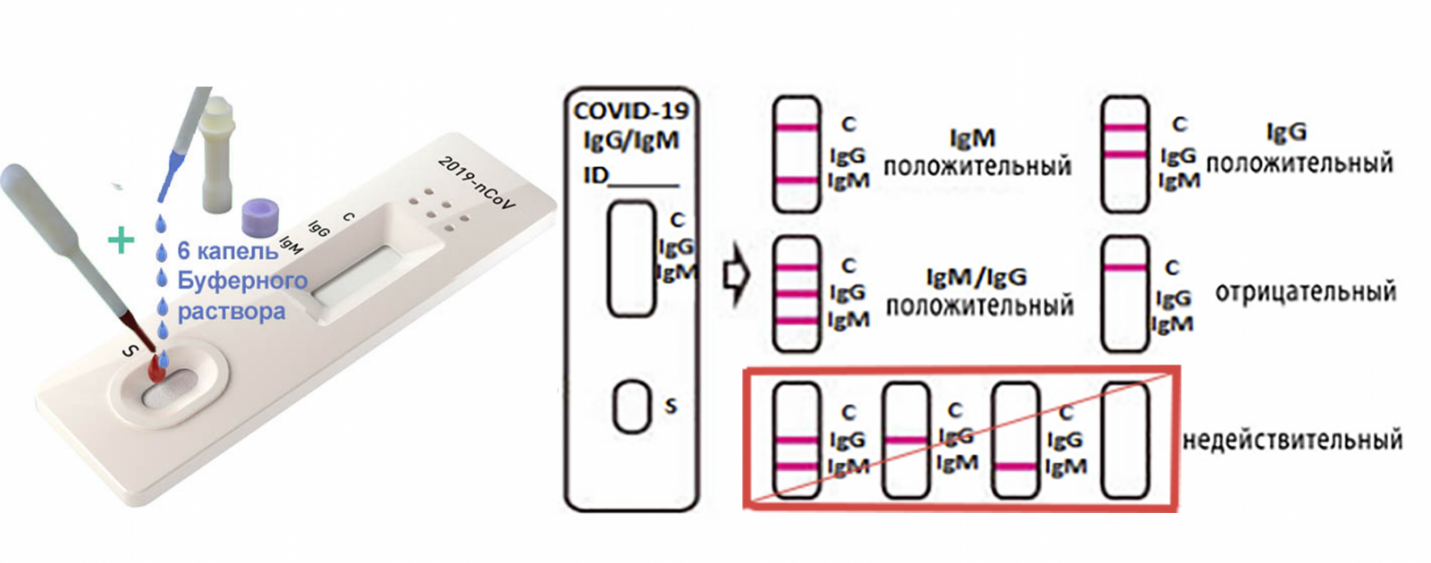 2019-nCoV
C
IgG
IgM
6 капель
Буферного
раствора
S
COVID-19
IgG/IgM
ID______
C
IgG
IgM
S
C
IgG
IgM
IgM
положительный
C
IgG
IgM
IgG
положительный
C
IgG
IgM
IgM/IgG
положительный
C
IgG
IgM
отрицательный
C
IgG
IgM
C
IgG
IgM
C
IgG
IgM
недействительный